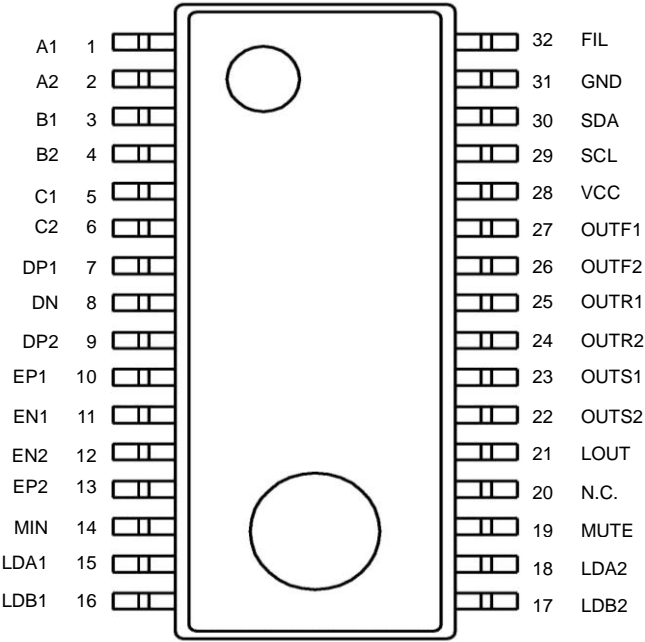 A1 1 32 FIL
A2 2 31 GND
B1 3 30 SDA
B2 4 29 SCL
C1 5 28 VCC
C2 6 27 OUTF1
DP1 7 26 OUTF2
DN 8 25 OUTR1
DP2 9 24 OUTR2
EP1 10 23 OUTS1
EN1 11 22 OUTS2
EN2 12 21 LOUT
EP2 13 20 N.C.
MIN 14 19 MUTE
LDA1 15 18 LDA2
LDB1 16 17 LDB2